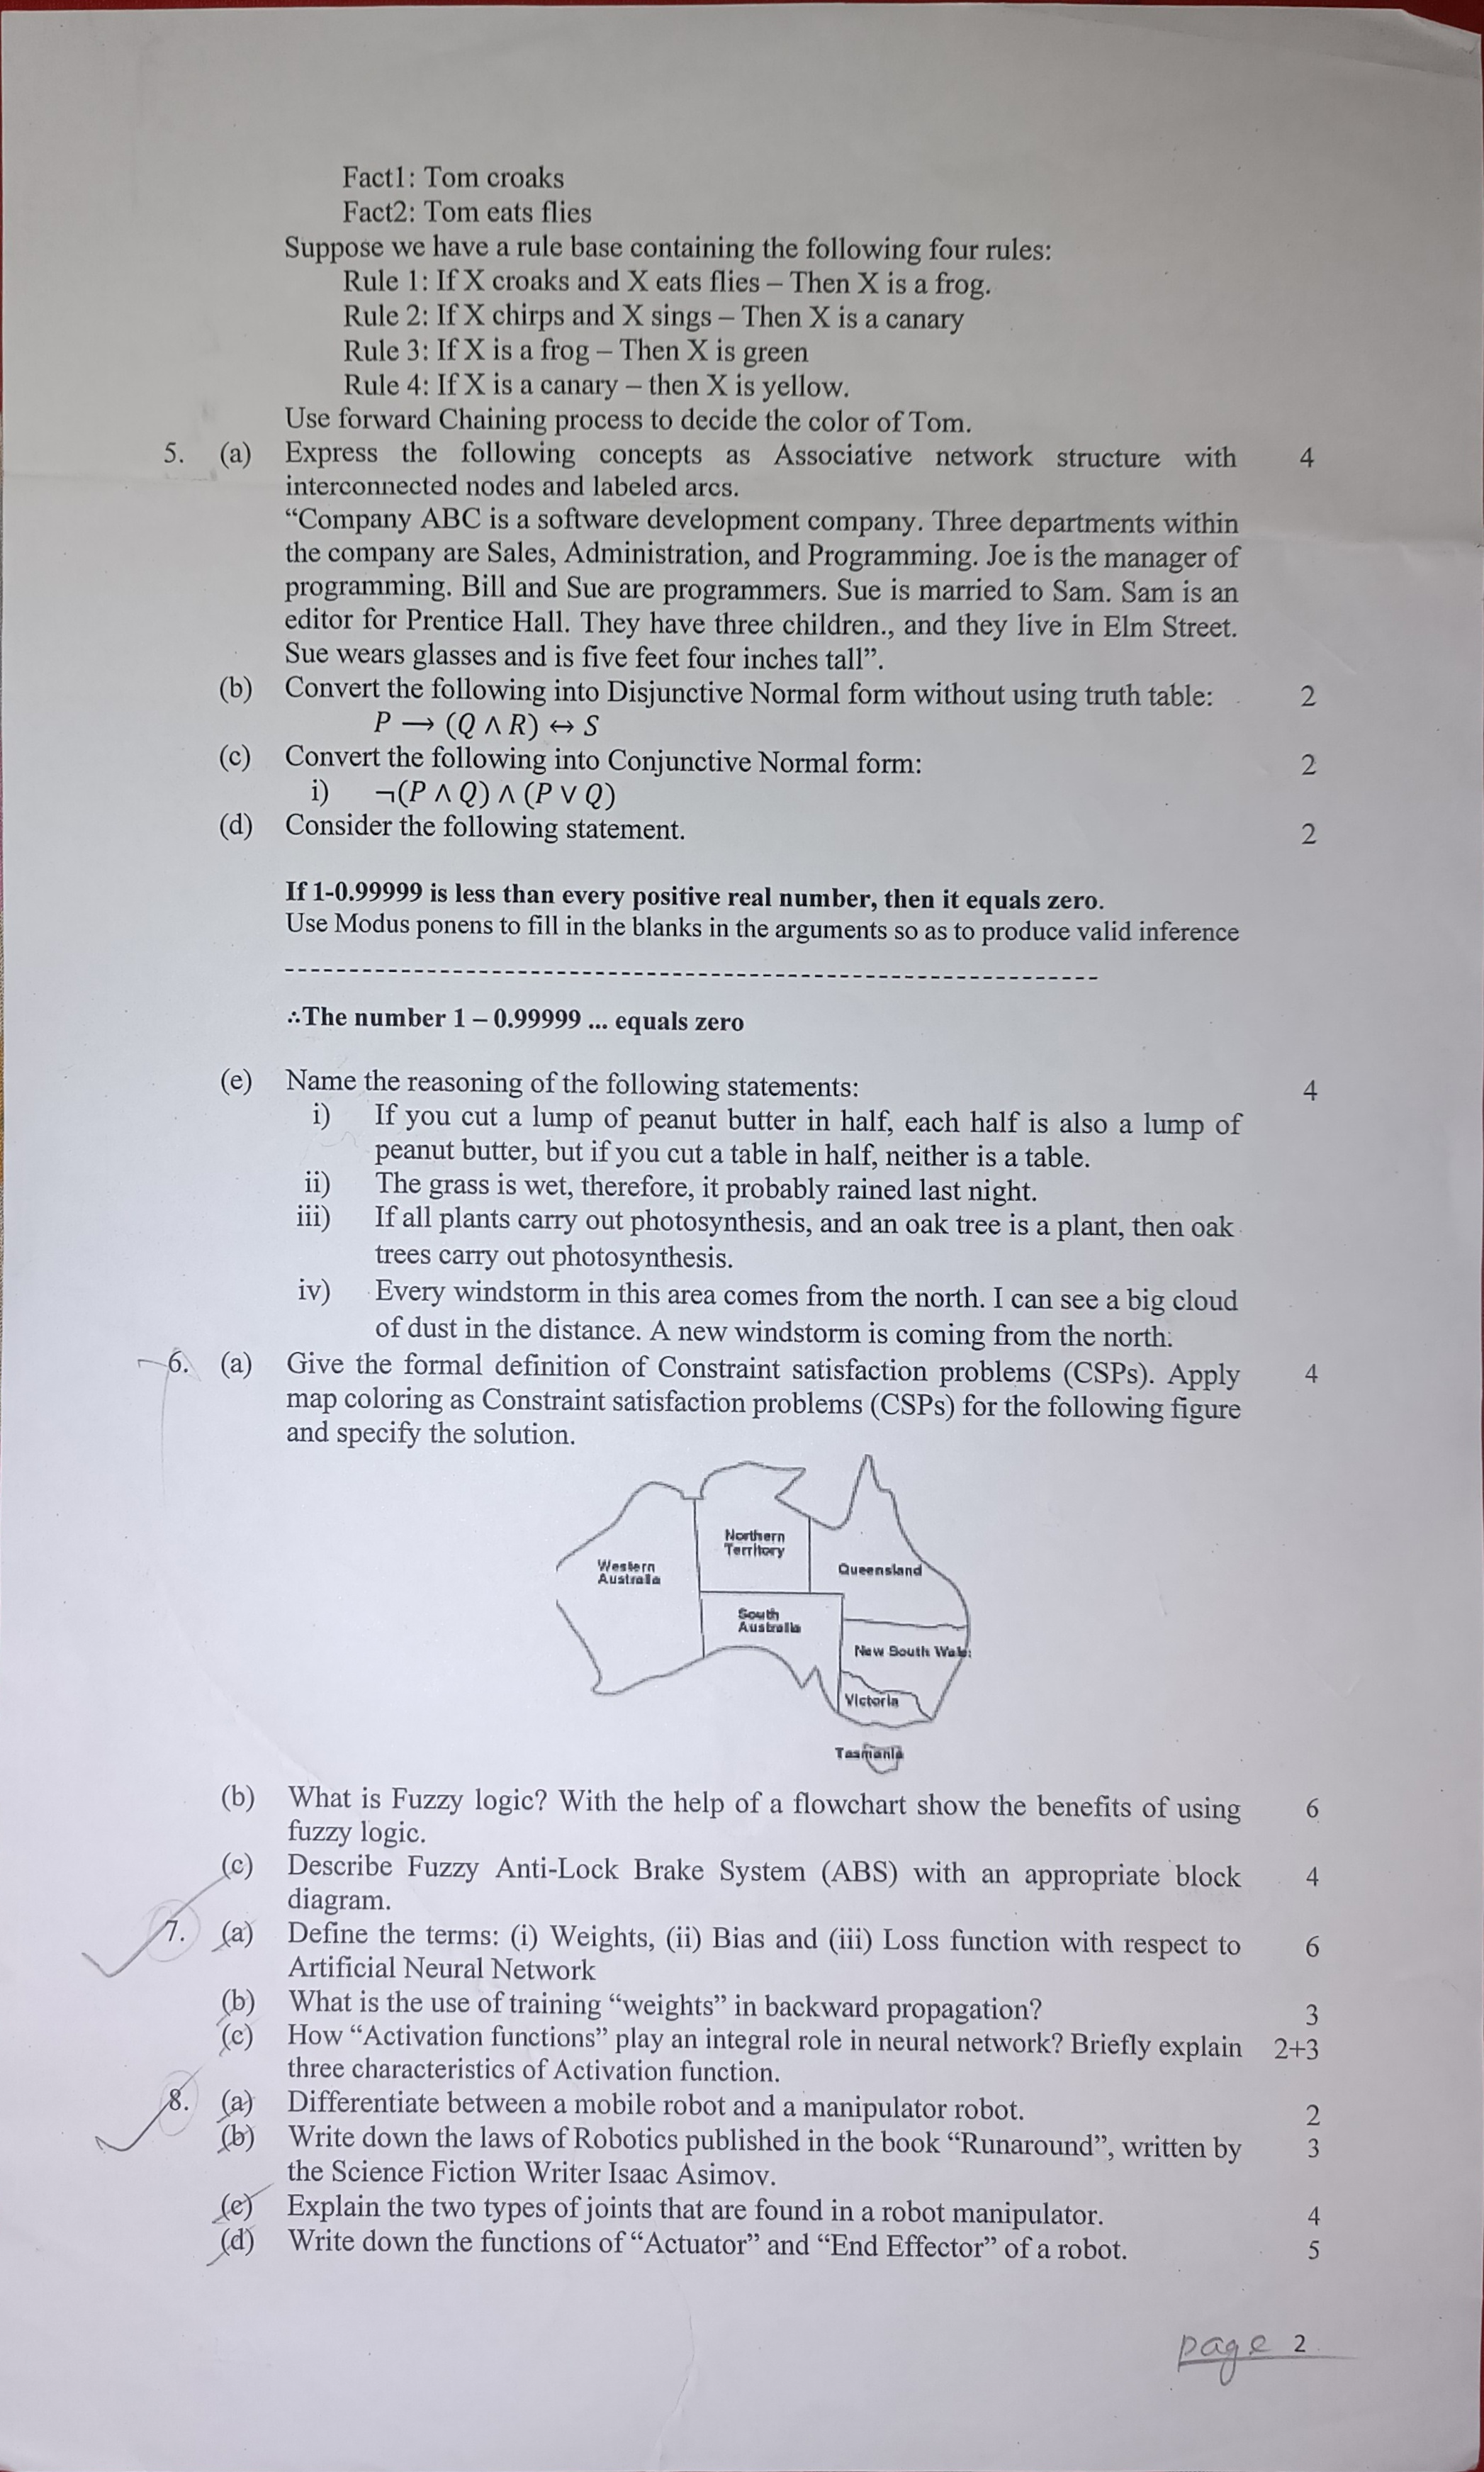 Fact1: Tom croaks
Fact2: Tom eats flies
Suppose we have a rule base containing the following four rules:
Rule 1: If X croaks and X eats flies – Then X is a frog.
Rule 2: If X chirps and X sings – Then X is a canary
Rule 3: If X is a frog – Then X is green
Rule 4: If X is a canary – then X is yellow.
Use forward Chaining process to decide the color of Tom.
5. (a) Express the following concepts as Associative network structure with 4
interconnected nodes and labeled arcs.
“Company ABC is a software development company. Three departments within
the company are Sales, Administration, and Programming. Joe is the manager of
programming. Bill and Sue are programmers. Sue is married to Sam. Sam is an
editor for Prentice Hall. They have three children., and they live in Elm Street.
Sue wears glasses and is five feet four inches tall”.
(b) Convert the following into Disjunctive Normal form without using truth table: 2
P → (Q ∧ R) ↔ S
(c) Convert the following into Conjunctive Normal form: 2
i) ¬(P ∧ Q) ∧ (P ∨ Q)
(d) Consider the following statement. 2
If 1-0.99999 is less than every positive real number, then it equals zero.
Use Modus ponens to fill in the blanks in the arguments so as to produce valid inference
----------------------------------------------------------------
∴The number 1 – 0.99999 ... equals zero
(e) Name the reasoning of the following statements: 4
i) If you cut a lump of peanut butter in half, each half is also a lump of
peanut butter, but if you cut a table in half, neither is a table.
ii) The grass is wet, therefore, it probably rained last night.
iii) If all plants carry out photosynthesis, and an oak tree is a plant, then oak
trees carry out photosynthesis.
iv) Every windstorm in this area comes from the north. I can see a big cloud
of dust in the distance. A new windstorm is coming from the north.
6. (a) Give the formal definition of Constraint satisfaction problems (CSPs). Apply 4
map coloring as Constraint satisfaction problems (CSPs) for the following figure
and specify the solution.
Northern
Territory
Western
Australia
Queensland
South
Australia
New South Wales
Victoria
Tasmania
(b) What is Fuzzy logic? With the help of a flowchart show the benefits of using 6
fuzzy logic.
(c) Describe Fuzzy Anti-Lock Brake System (ABS) with an appropriate block 4
diagram.
7. (a) Define the terms: (i) Weights, (ii) Bias and (iii) Loss function with respect to 6
Artificial Neural Network
(b) What is the use of training “weights” in backward propagation? 3
(c) How “Activation functions” play an integral role in neural network? Briefly explain 2+3
three characteristics of Activation function.
8. (a) Differentiate between a mobile robot and a manipulator robot. 2
(b) Write down the laws of Robotics published in the book “Runaround”, written by 3
the Science Fiction Writer Isaac Asimov.
(c) Explain the two types of joints that are found in a robot manipulator. 4
(d) Write down the functions of “Actuator” and “End Effector” of a robot. 5
page 2